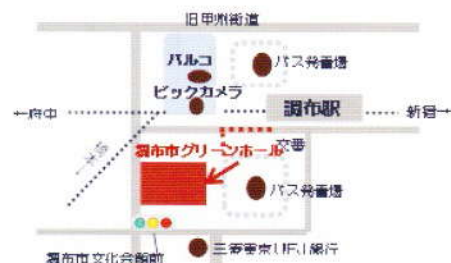 旧甲州街道
パルコ
バス発着場
ビックカメラ
調布駅
←府中
新宿→
交番
調布市グリーンホール
バス発着場
三菱東京UFJ銀行
調布市文化会館前